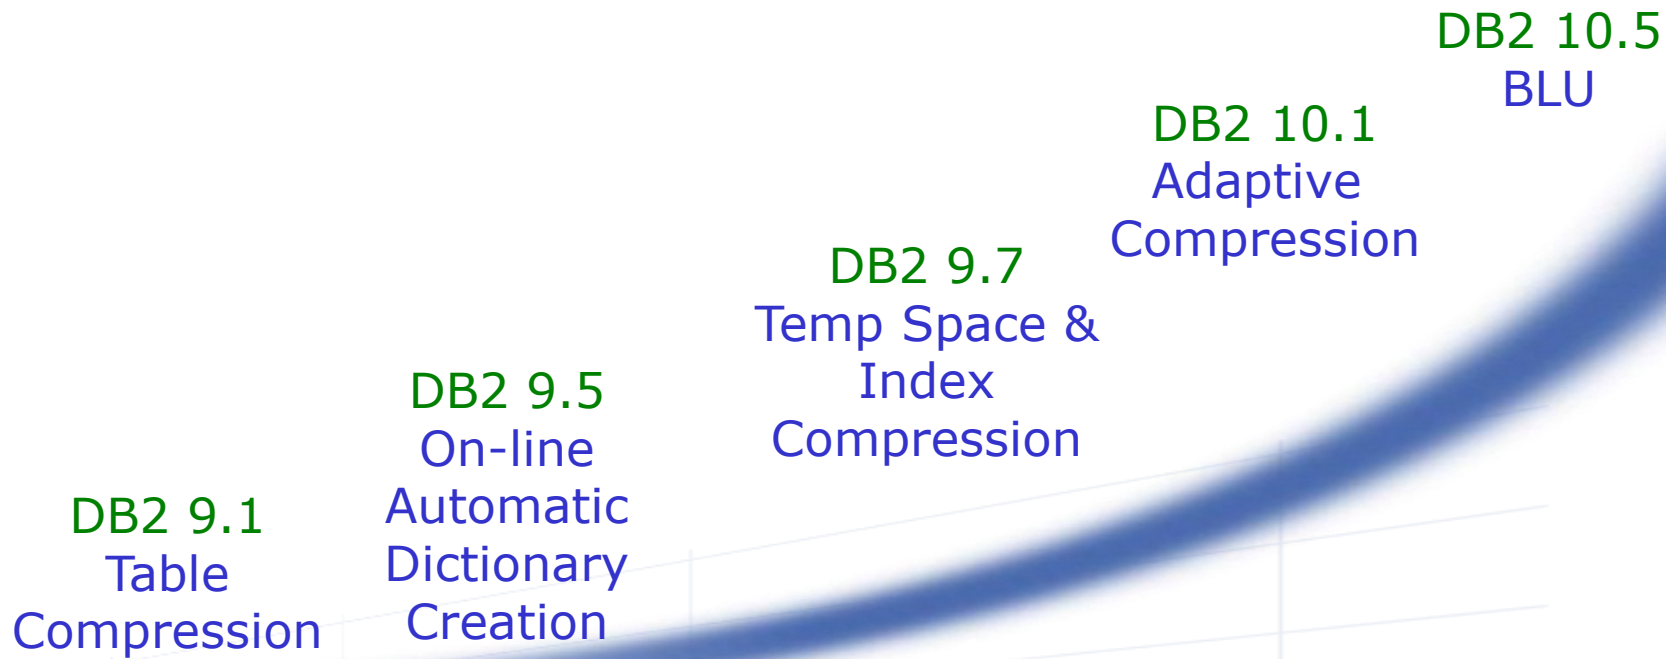 DB2 9.1
Table
Compression
DB2 9.5
On-line
Automatic
Dictionary
Creation
DB2 9.7
Temp Space &
Index
Compression
DB2 10.1
Adaptive
Compression
DB2 10.5
BLU